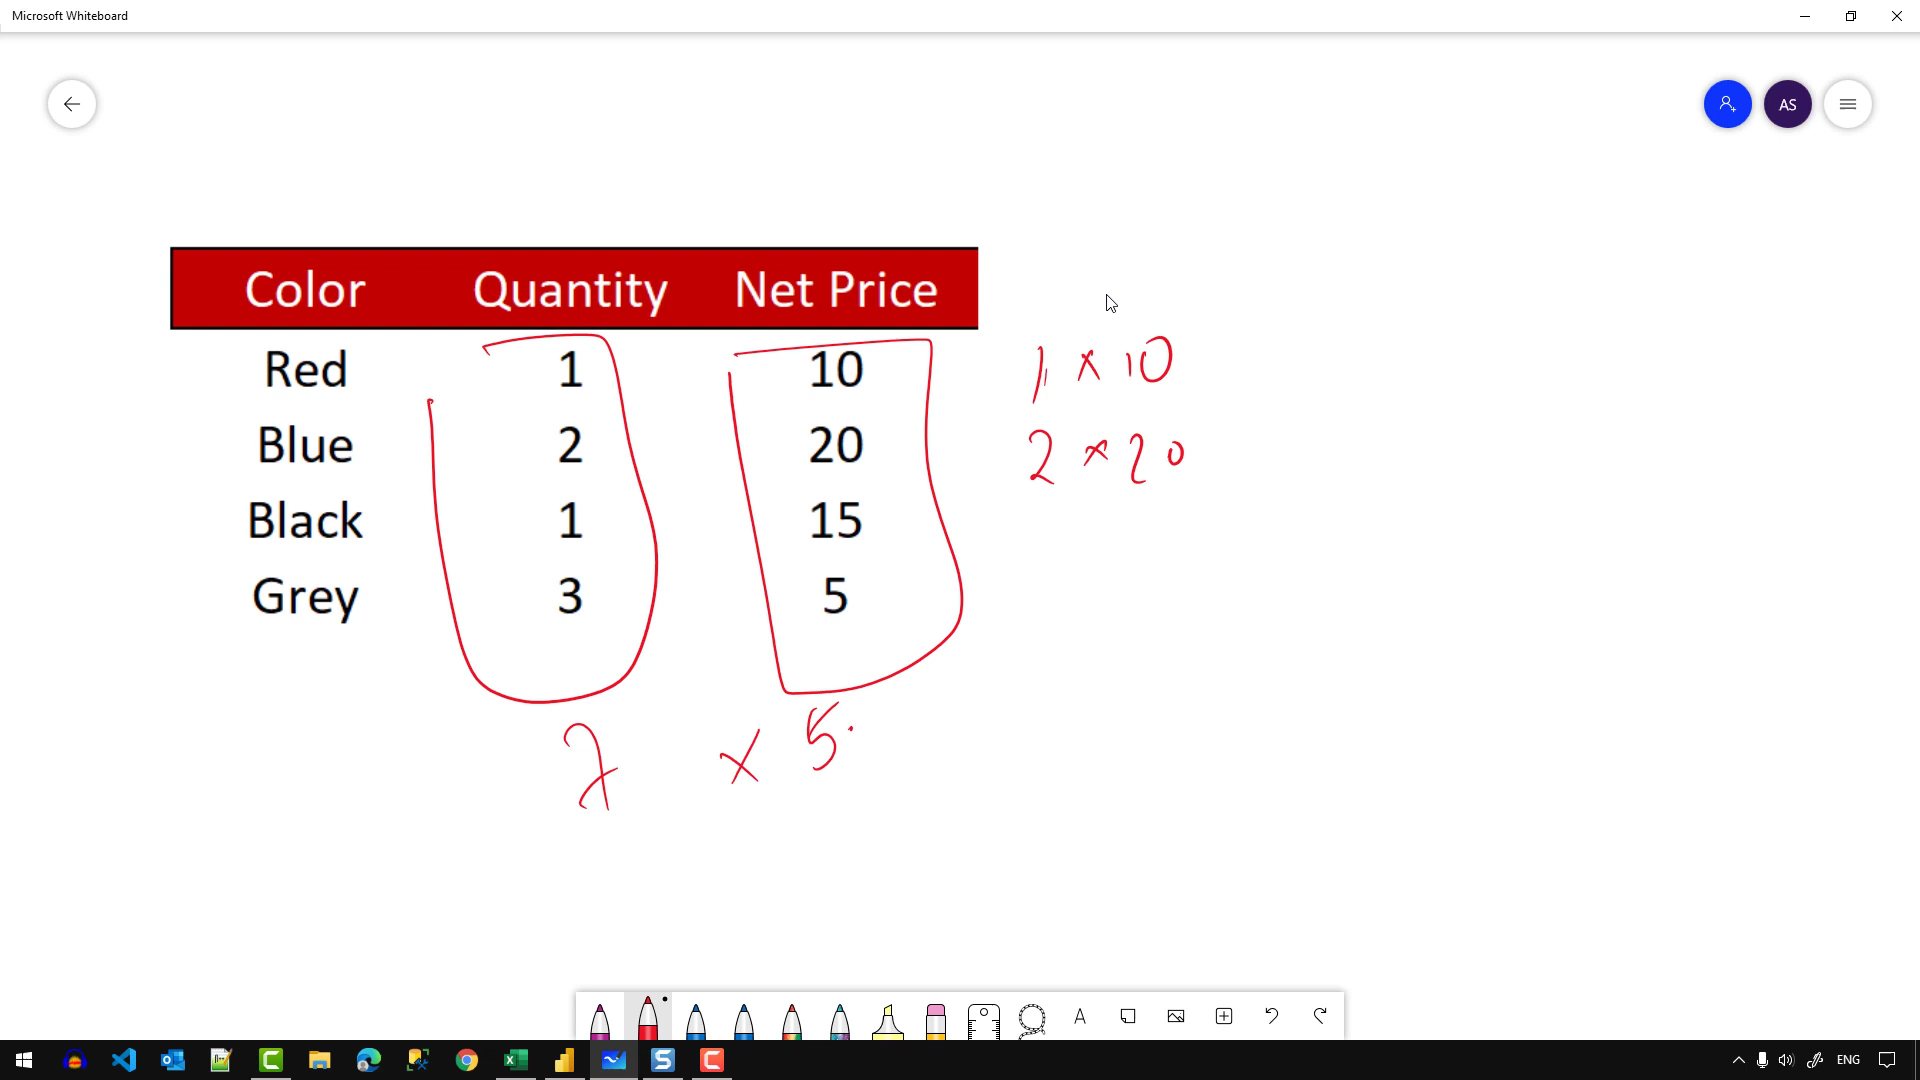 Microsoft Whiteboard
AS
Color Quantity Net Price
Red 1 10 1 x 10
Blue 2 20 2 x 20
Black 1 15
Grey 3 5
7 x 5.
A
ENG